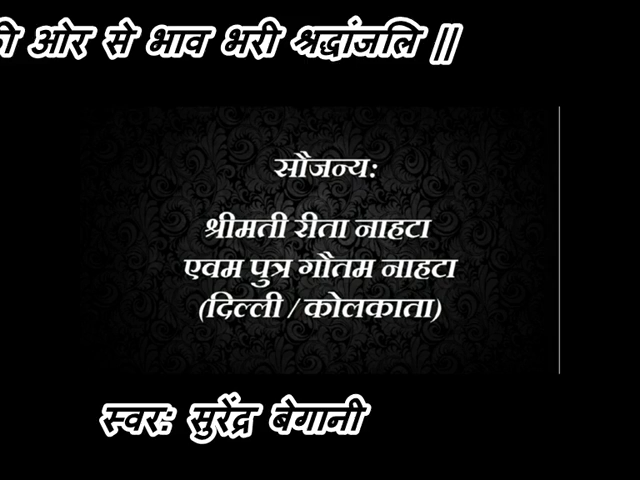 की ओर से भाव भरी श्रद्धांजलि ||
सौजन्य:
श्रीमती रीता नाहटा
एवम पुत्र गौतम नाहटा
(दिल्ली / कोलकाता)
स्वर: सुरेंद्र बेगानी